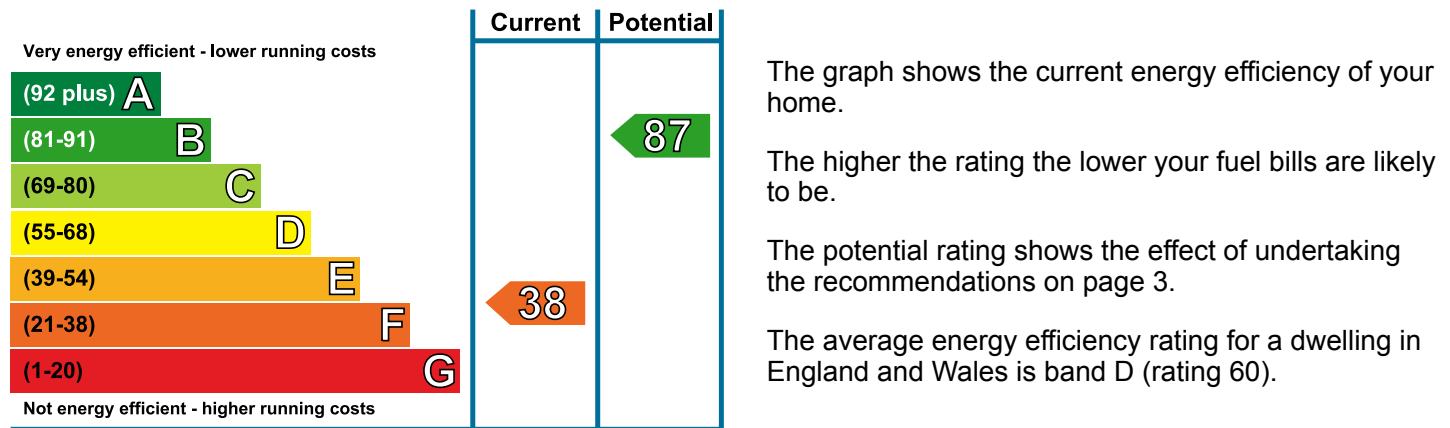 Current Potential
Very energy efficient - lower running costs
(92 plus) A
(81-91) B
87
(69-80) C
(55-68) D
(39-54) E
38
(21-38) F
(1-20) G
Not energy efficient - higher running costs
The graph shows the current energy efficiency of your
home.
The higher the rating the lower your fuel bills are likely
to be.
The potential rating shows the effect of undertaking
the recommendations on page 3.
The average energy efficiency rating for a dwelling in
England and Wales is band D (rating 60).